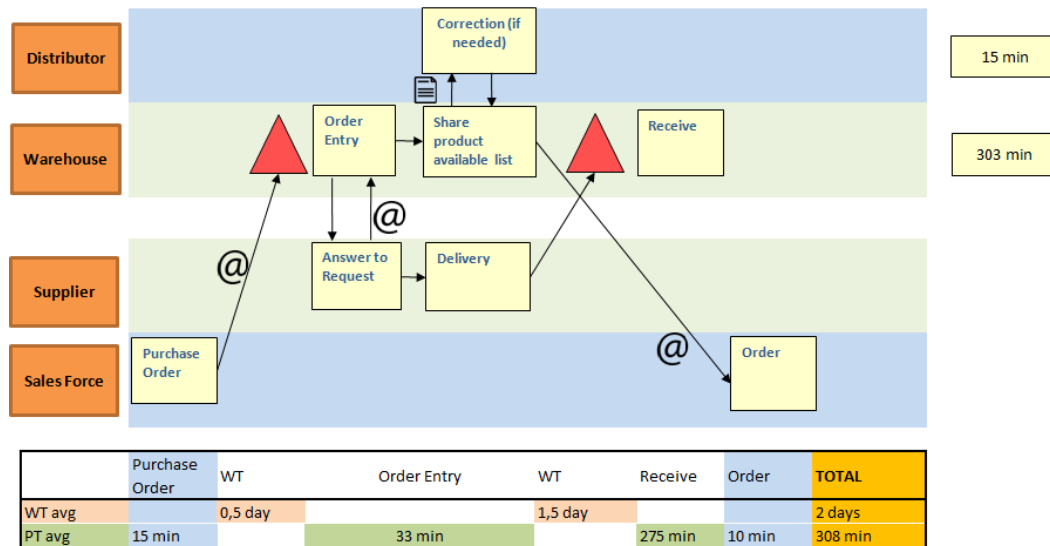 Correction (if
needed)
Distributor
15 min
Order
Entry
Share
product
available list
Receive
Warehouse
303 min
@
@
Answer to
Request
Delivery
Supplier
@
Purchase
Order
Order
Sales Force
Purchase
Order
WT
Order Entry
WT
Receive
Order
TOTAL
WT avg
0,5 day
1,5 day
2 days
PT avg
15 min
33 min
275 min
10 min
308 min